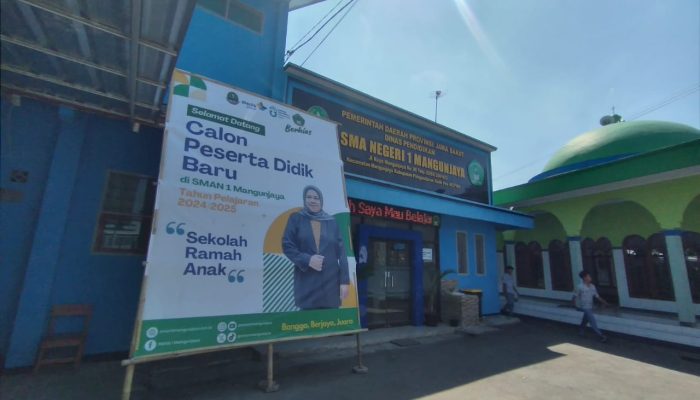 Selamat Datang
Berhias
Calon
Peserta Didik
Baru
di SMAN 1 Mangunjaya
Tahun Pelajaran
2024-2025
"Sekolah
Ramah
Anak"
Bangga, Berjaya, Juara
PEMERINTAH DAERAH PROVINSI JAWA BARAT
DINAS PENDIDIKAN
SMA NEGERI 1 MANGUNJAYA
h Saya Mau Belajar